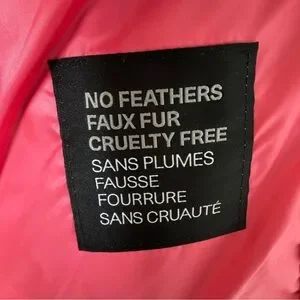 NO FEATHERS
FAUX FUR
CRUELTY FREE
SANS PLUMES
FAUSSE
FOURRURE
SANS CRUAUTÉ